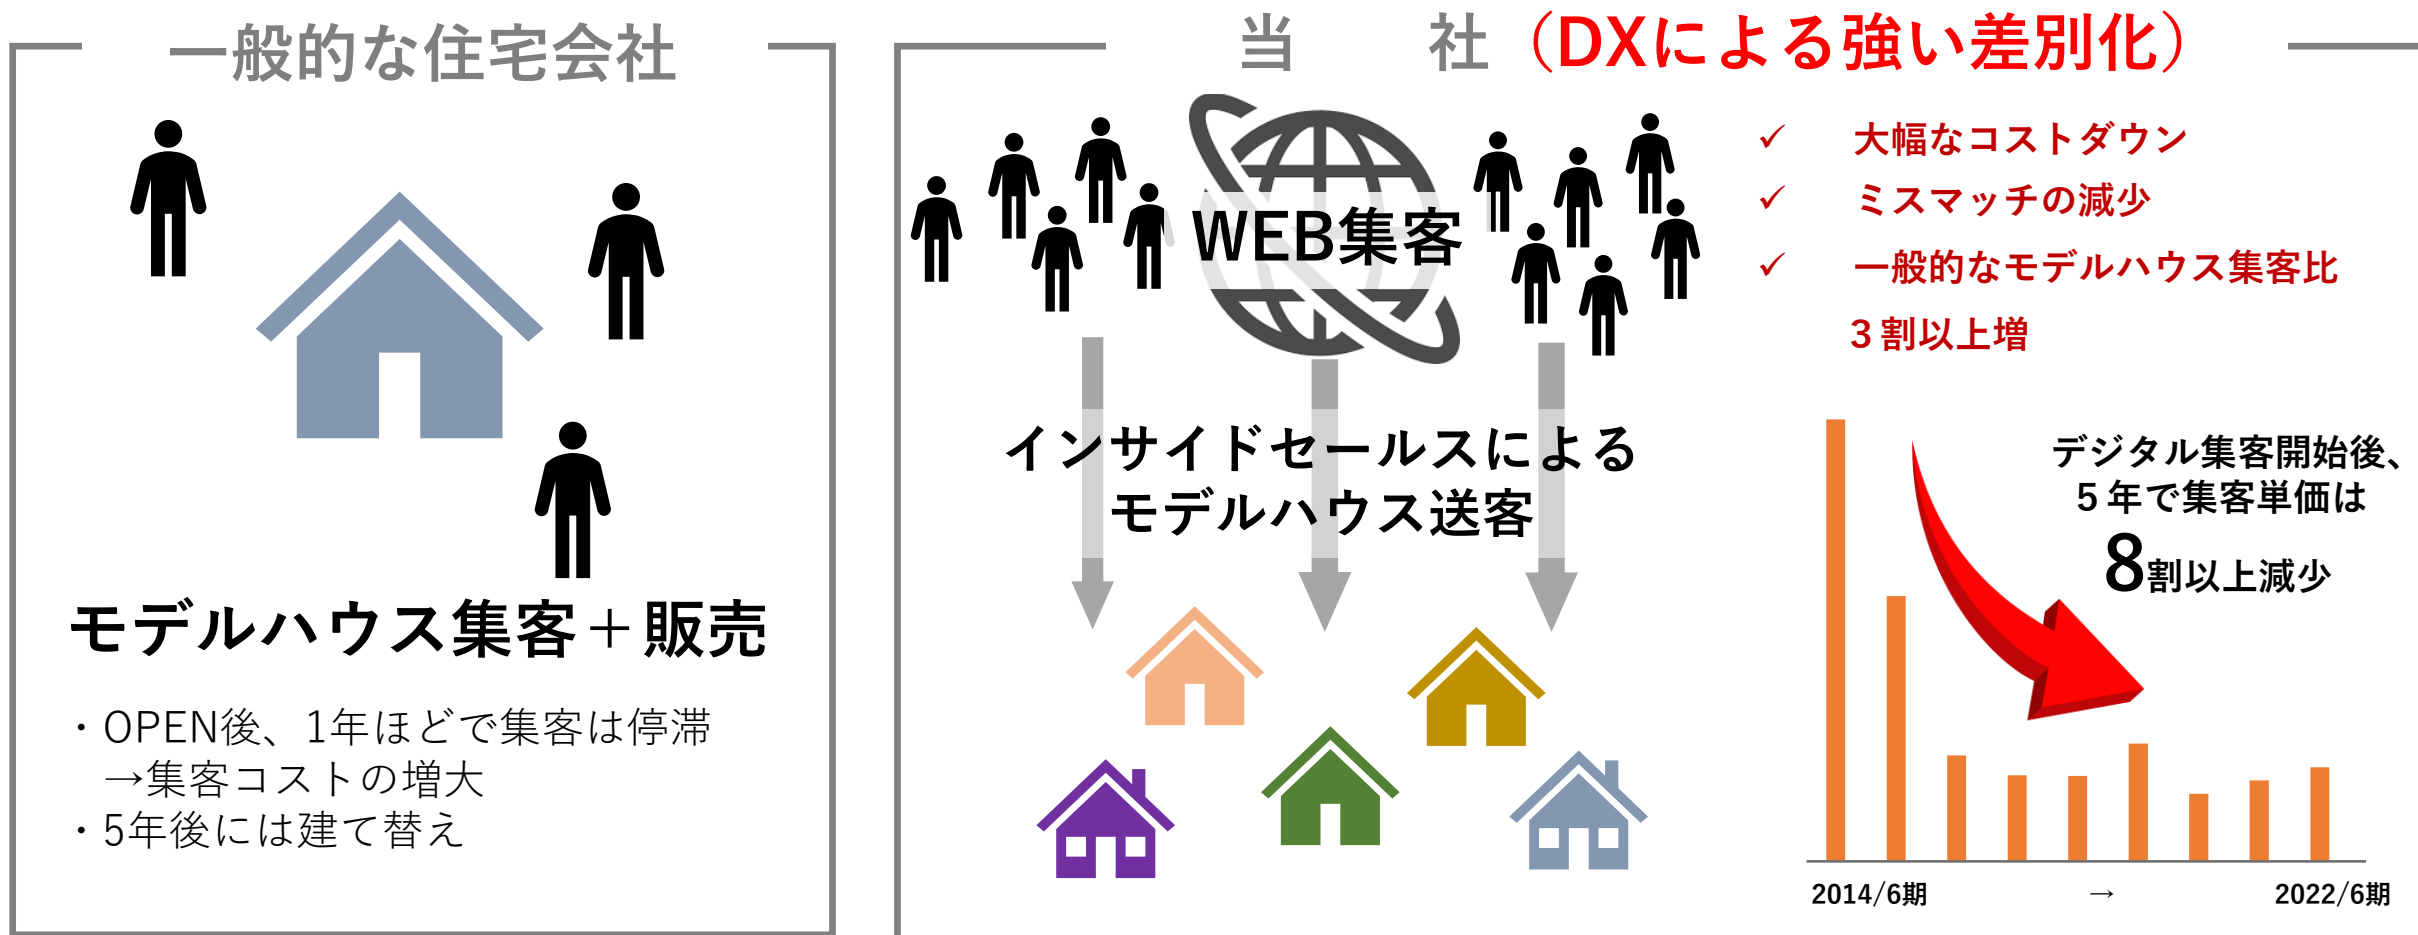 一般的な住宅会社
モデルハウス集客＋販売
・OPEN後、1年ほどで集客は停滞
→集客コストの増大
・5年後には建て替え
当　社（DXによる強い差別化）
WEB集客
インサイドセールスによる
モデルハウス送客
✓ 大幅なコストダウン
✓ ミスマッチの減少
✓ 一般的なモデルハウス集客比
３割以上増
デジタル集客開始後、
５年で集客単価は
8割以上減少
2014/6期 → 2022/6期